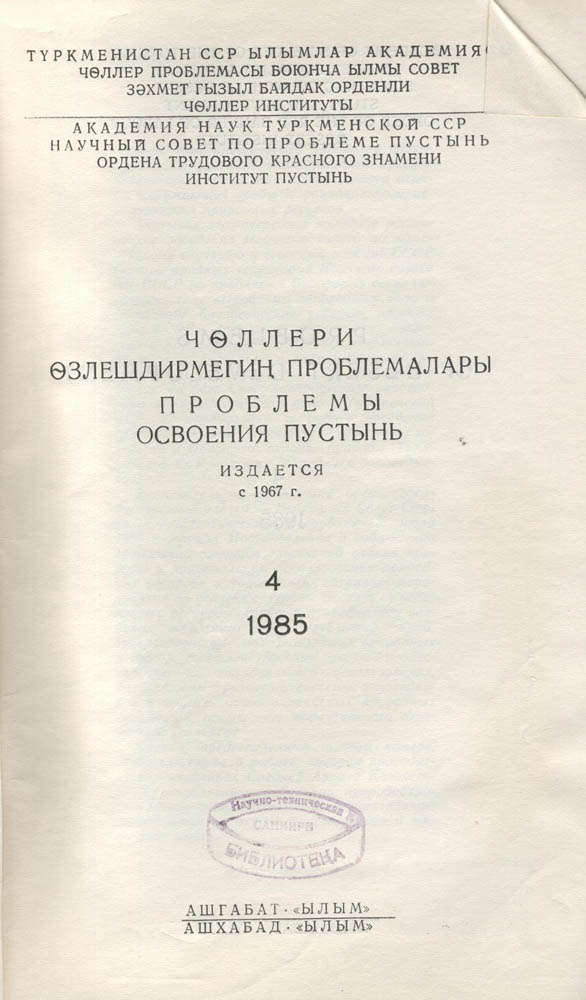 ТҮРКМЕНИСТАН ССР ЫЛЫМЛАР АКАДЕМИЯ
ЧӨЛЛЕР ПРОБЛЕМАСЫ БОЮНЧА ЫЛМЫ СОВЕТ
ЗӘХМЕТ ГЫЗЫЛ БАЙДАК ОРДЕНЛИ
ЧӨЛЛЕР ИНСТИТУТЫ
АКАДЕМИЯ НАУК ТУРКМЕНСКОЙ ССР
НАУЧНЫЙ СОВЕТ ПО ПРОБЛЕМЕ ПУСТЫНЬ
ОРДЕНА ТРУДОВОГО КРАСНОГО ЗНАМЕНИ
ИНСТИТУТ ПУСТЫНЬ
ЧӨЛЛЕРИ
ӨЗЛЕШДИРМЕГИҢ ПРОБЛЕМАЛАРЫ
ПРОБЛЕМЫ
ОСВОЕНИЯ ПУСТЫНЬ
ИЗДАЕТСЯ
с 1967 г.
4
1985
Научно-техническая
САНИИРИ
БИБЛИОТЕКА
АШГАБАТ · «ЫЛЫМ»
АШХАБАД · «ЫЛЫМ»